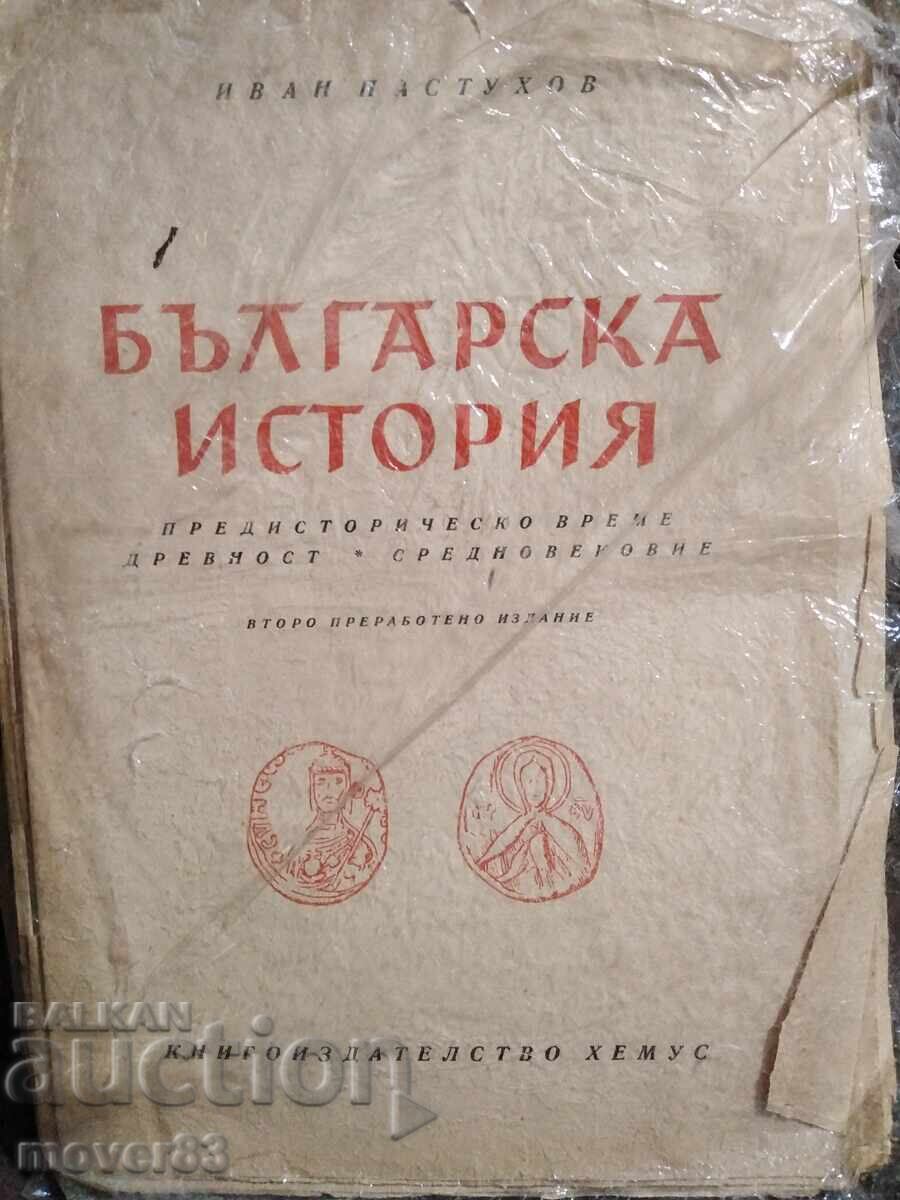 ИВАН ПАСТУХОВ
БЪЛГАРСКА
ИСТОРИЯ
ПРЕДИСТОРИЧЕСКО ВРЕМЕ
ДРЕВНОСТ * СРЕДНОВЕКОВИЕ
ВТОРО ПРЕРАБОТЕНО ИЗДАНИЕ
КНИГОИЗДАТЕЛСТВО ХЕМУС
BALKAN
auction
mover83